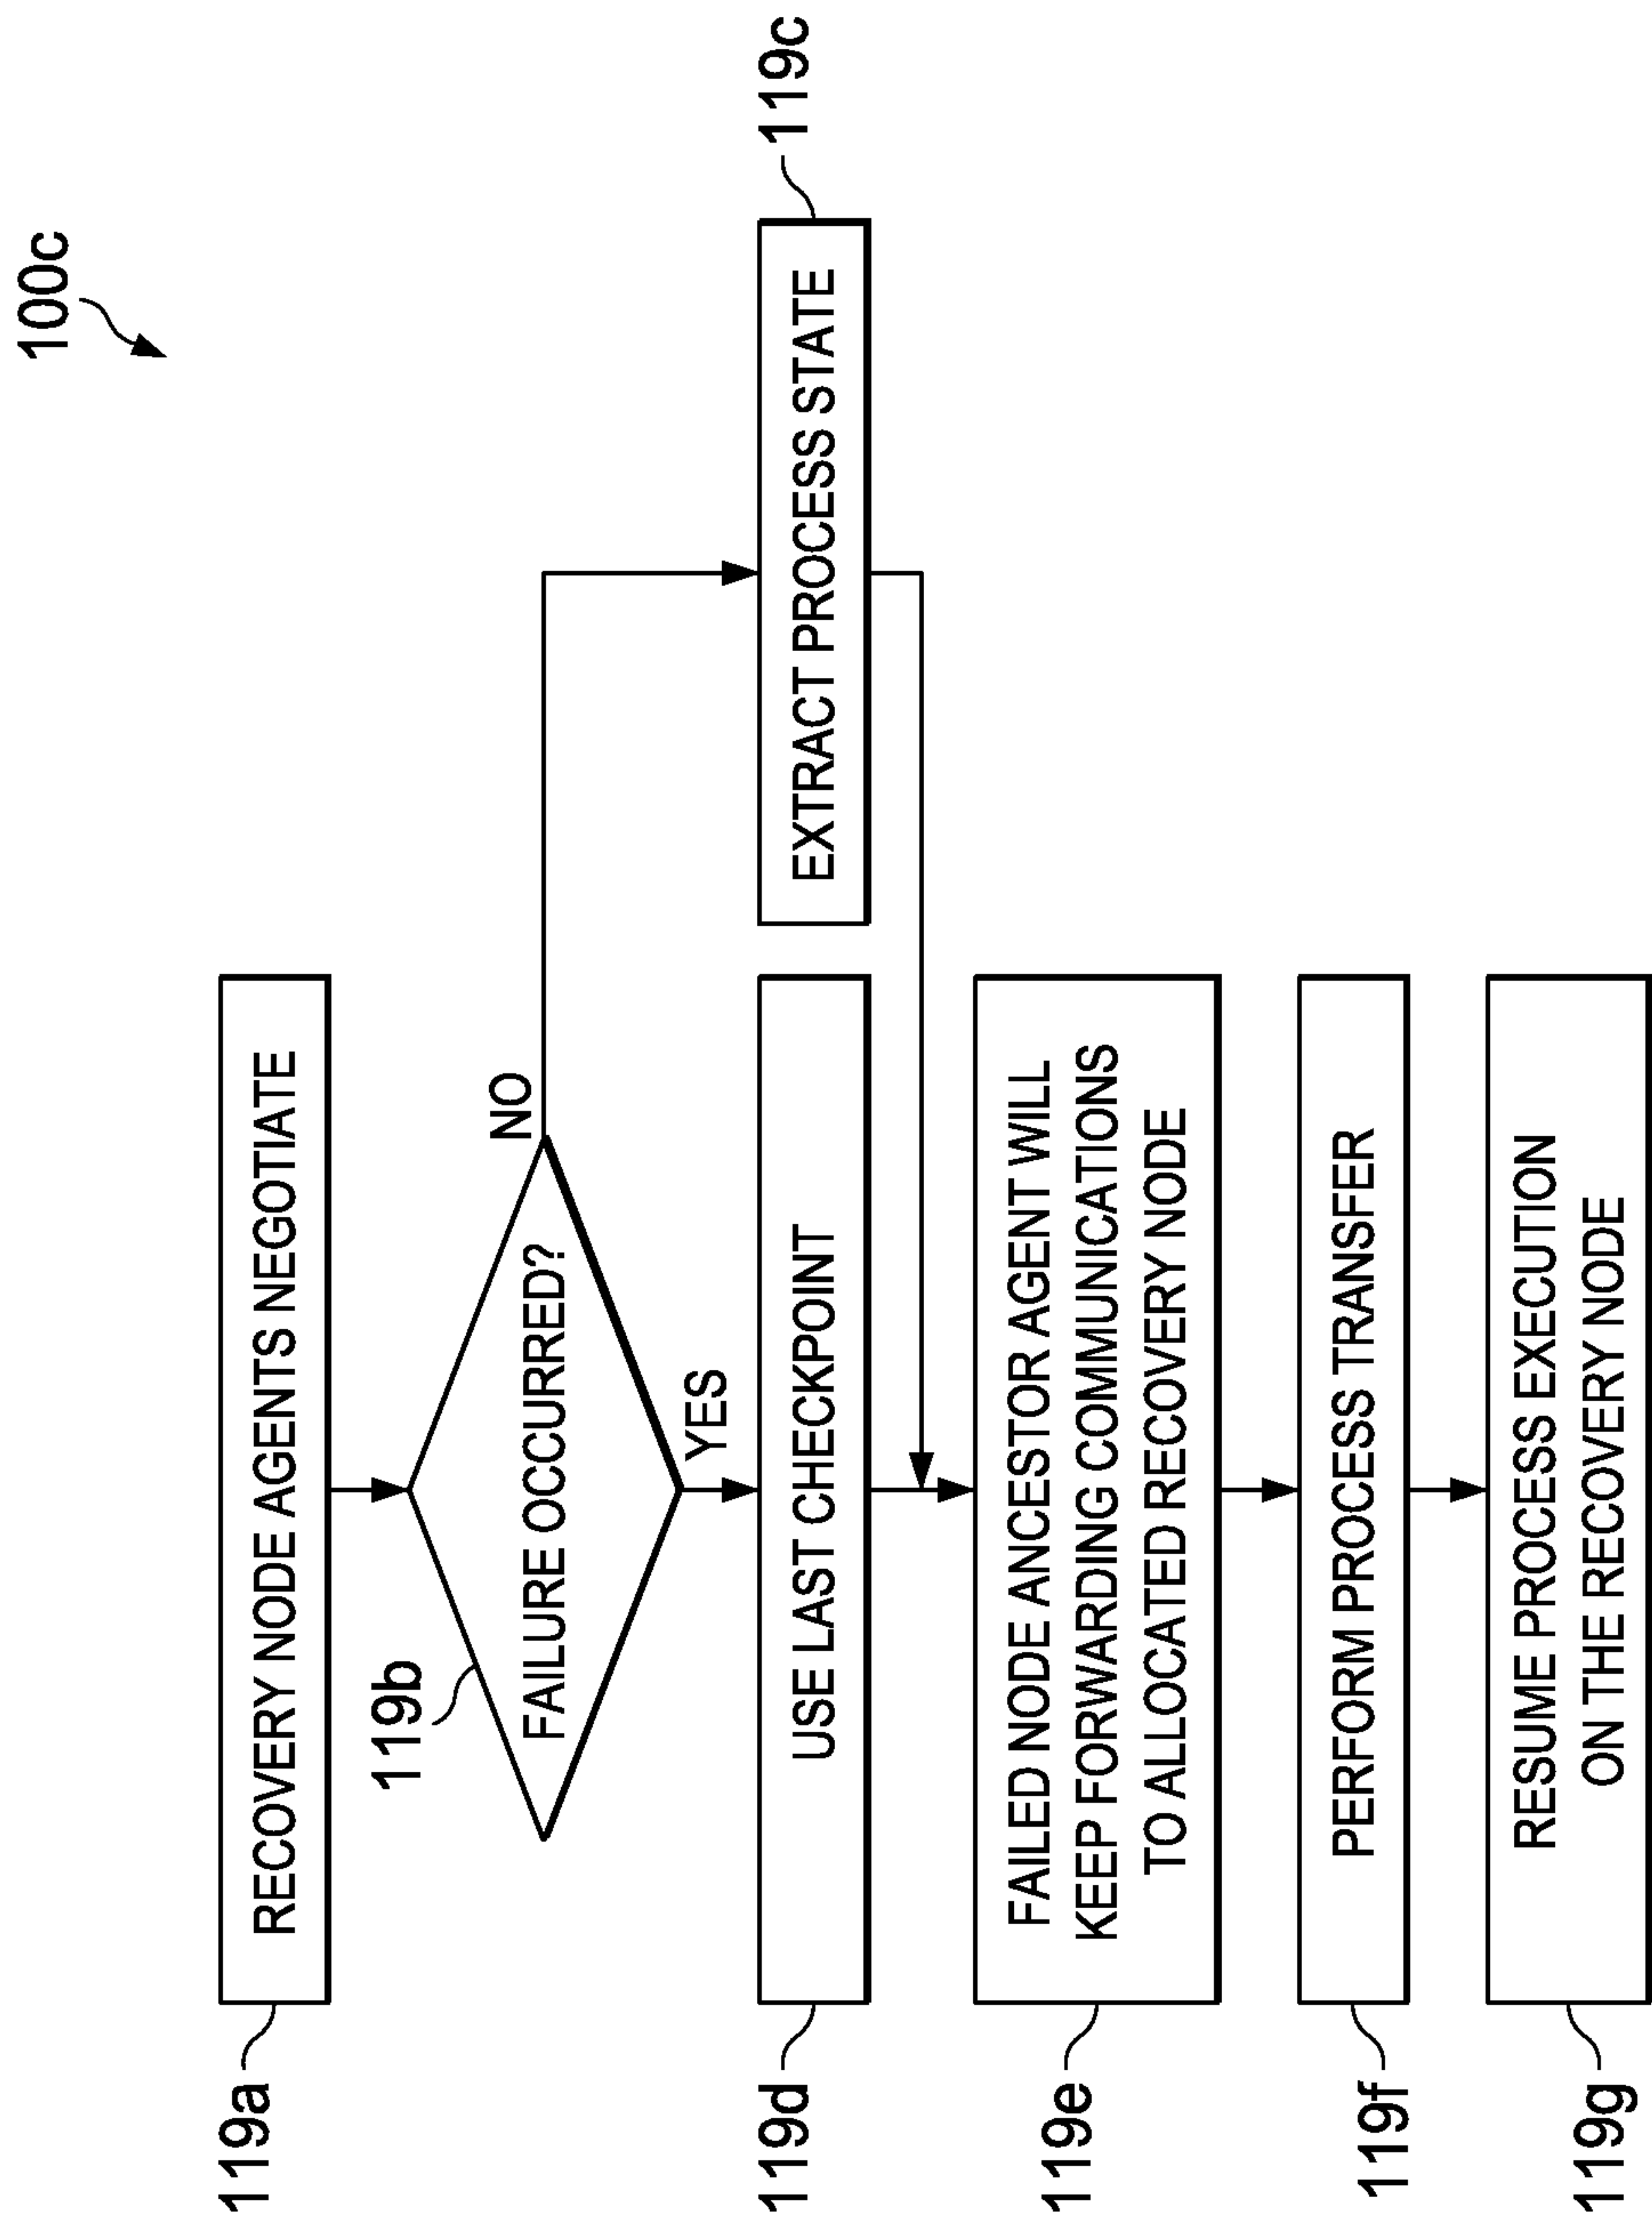 100c
119a
RECOVERY NODE AGENTS NEGOTIATE
119b
FAILURE OCCURRED?
NO
YES
119d
USE LAST CHECKPOINT
EXTRACT PROCESS STATE
119c
119e
FAILED NODE ANCESTOR AGENT WILL
KEEP FORWARDING COMMUNICATIONS
TO ALLOCATED RECOVERY NODE
119f
PERFORM PROCESS TRANSFER
119g
RESUME PROCESS EXECUTION
ON THE RECOVERY NODE